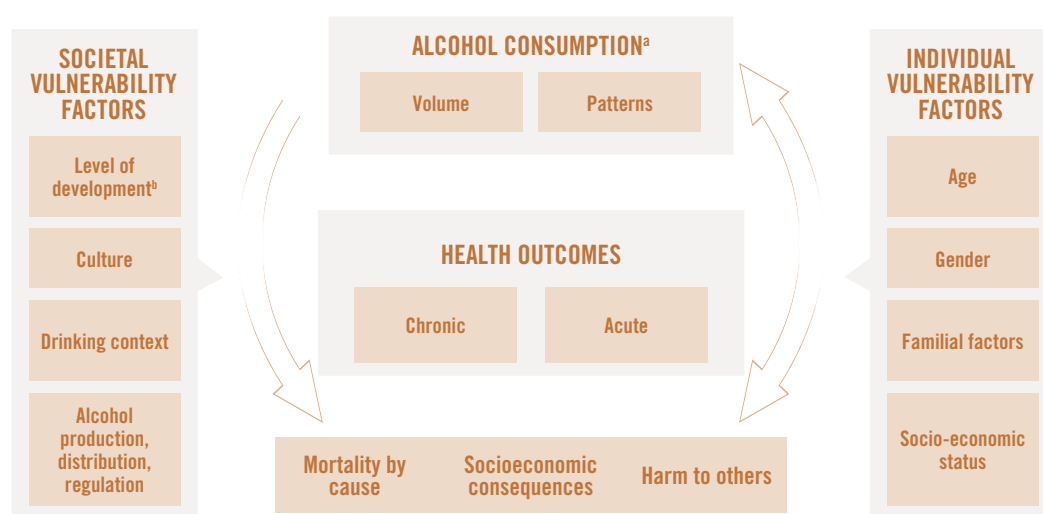 SOCIETAL
VULNERABILITY
FACTORS
Level of
developmentᵇ
Culture
Drinking context
Alcohol
production,
distribution,
regulation
ALCOHOL CONSUMPTIONᵃ
Volume
Patterns
HEALTH OUTCOMES
Chronic
Acute
Mortality by
cause
Socioeconomic
consequences
Harm to others
INDIVIDUAL
VULNERABILITY
FACTORS
Age
Gender
Familial factors
Socio-economic
status